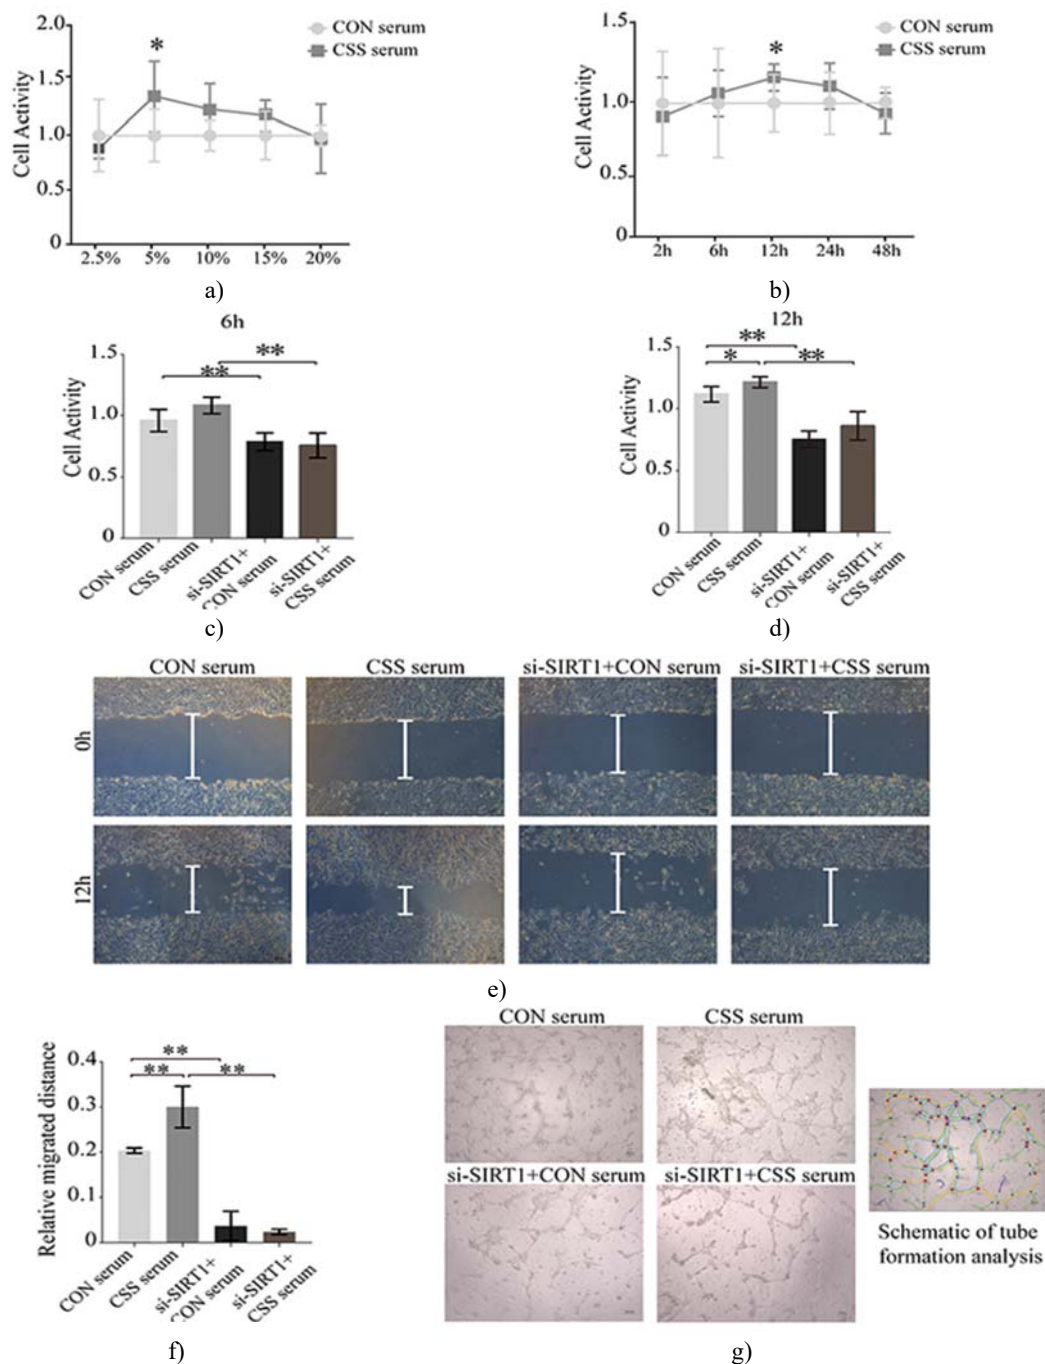 2.0
1.5
1.0
0.5
0
Cell Activity
*
CON serum
CSS serum
2.5% 5% 10% 15% 20%
a)
1.5
1.0
0.5
0
Cell Activity
*
CON serum
CSS serum
2h 6h 12h 24h 48h
b)
6h
1.5
1.0
0.5
0
Cell Activity
**
**
CON serum
CSS serum
si-SIRT1+
CON serum
si-SIRT1+
CSS serum
c)
12h
1.5
1.0
0.5
0
Cell Activity
**
*
**
CON serum
CSS serum
si-SIRT1+
CON serum
si-SIRT1+
CSS serum
d)
CON serum CSS serum si-SIRT1+CON serum si-SIRT1+CSS serum
0h
12h
e)
0.4
0.3
0.2
0.1
0
Relative migrated distance
**
**
**
CON serum
CSS serum
si-SIRT1+
CON serum
si-SIRT1+
CSS serum
f)
CON serum CSS serum
si-SIRT1+CON serum si-SIRT1+CSS serum
Schematic of tube
formation analysis
g)